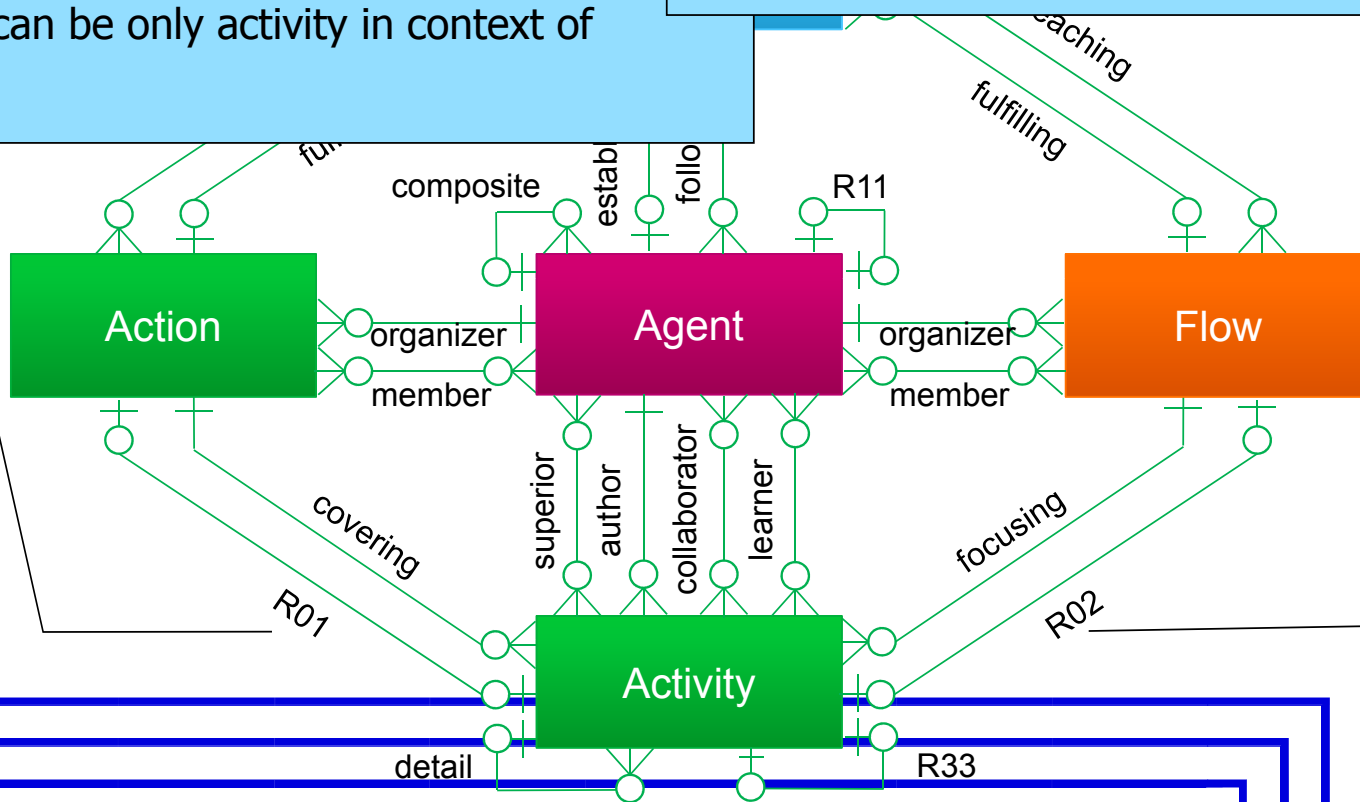 can be only activity in context of
fulfilling
composite
R11
Action
organizer
Agent
organizer
Flow
member
member
superior
author
collaborator
learner
covering
focusing
R01
R02
Activity
detail
R33